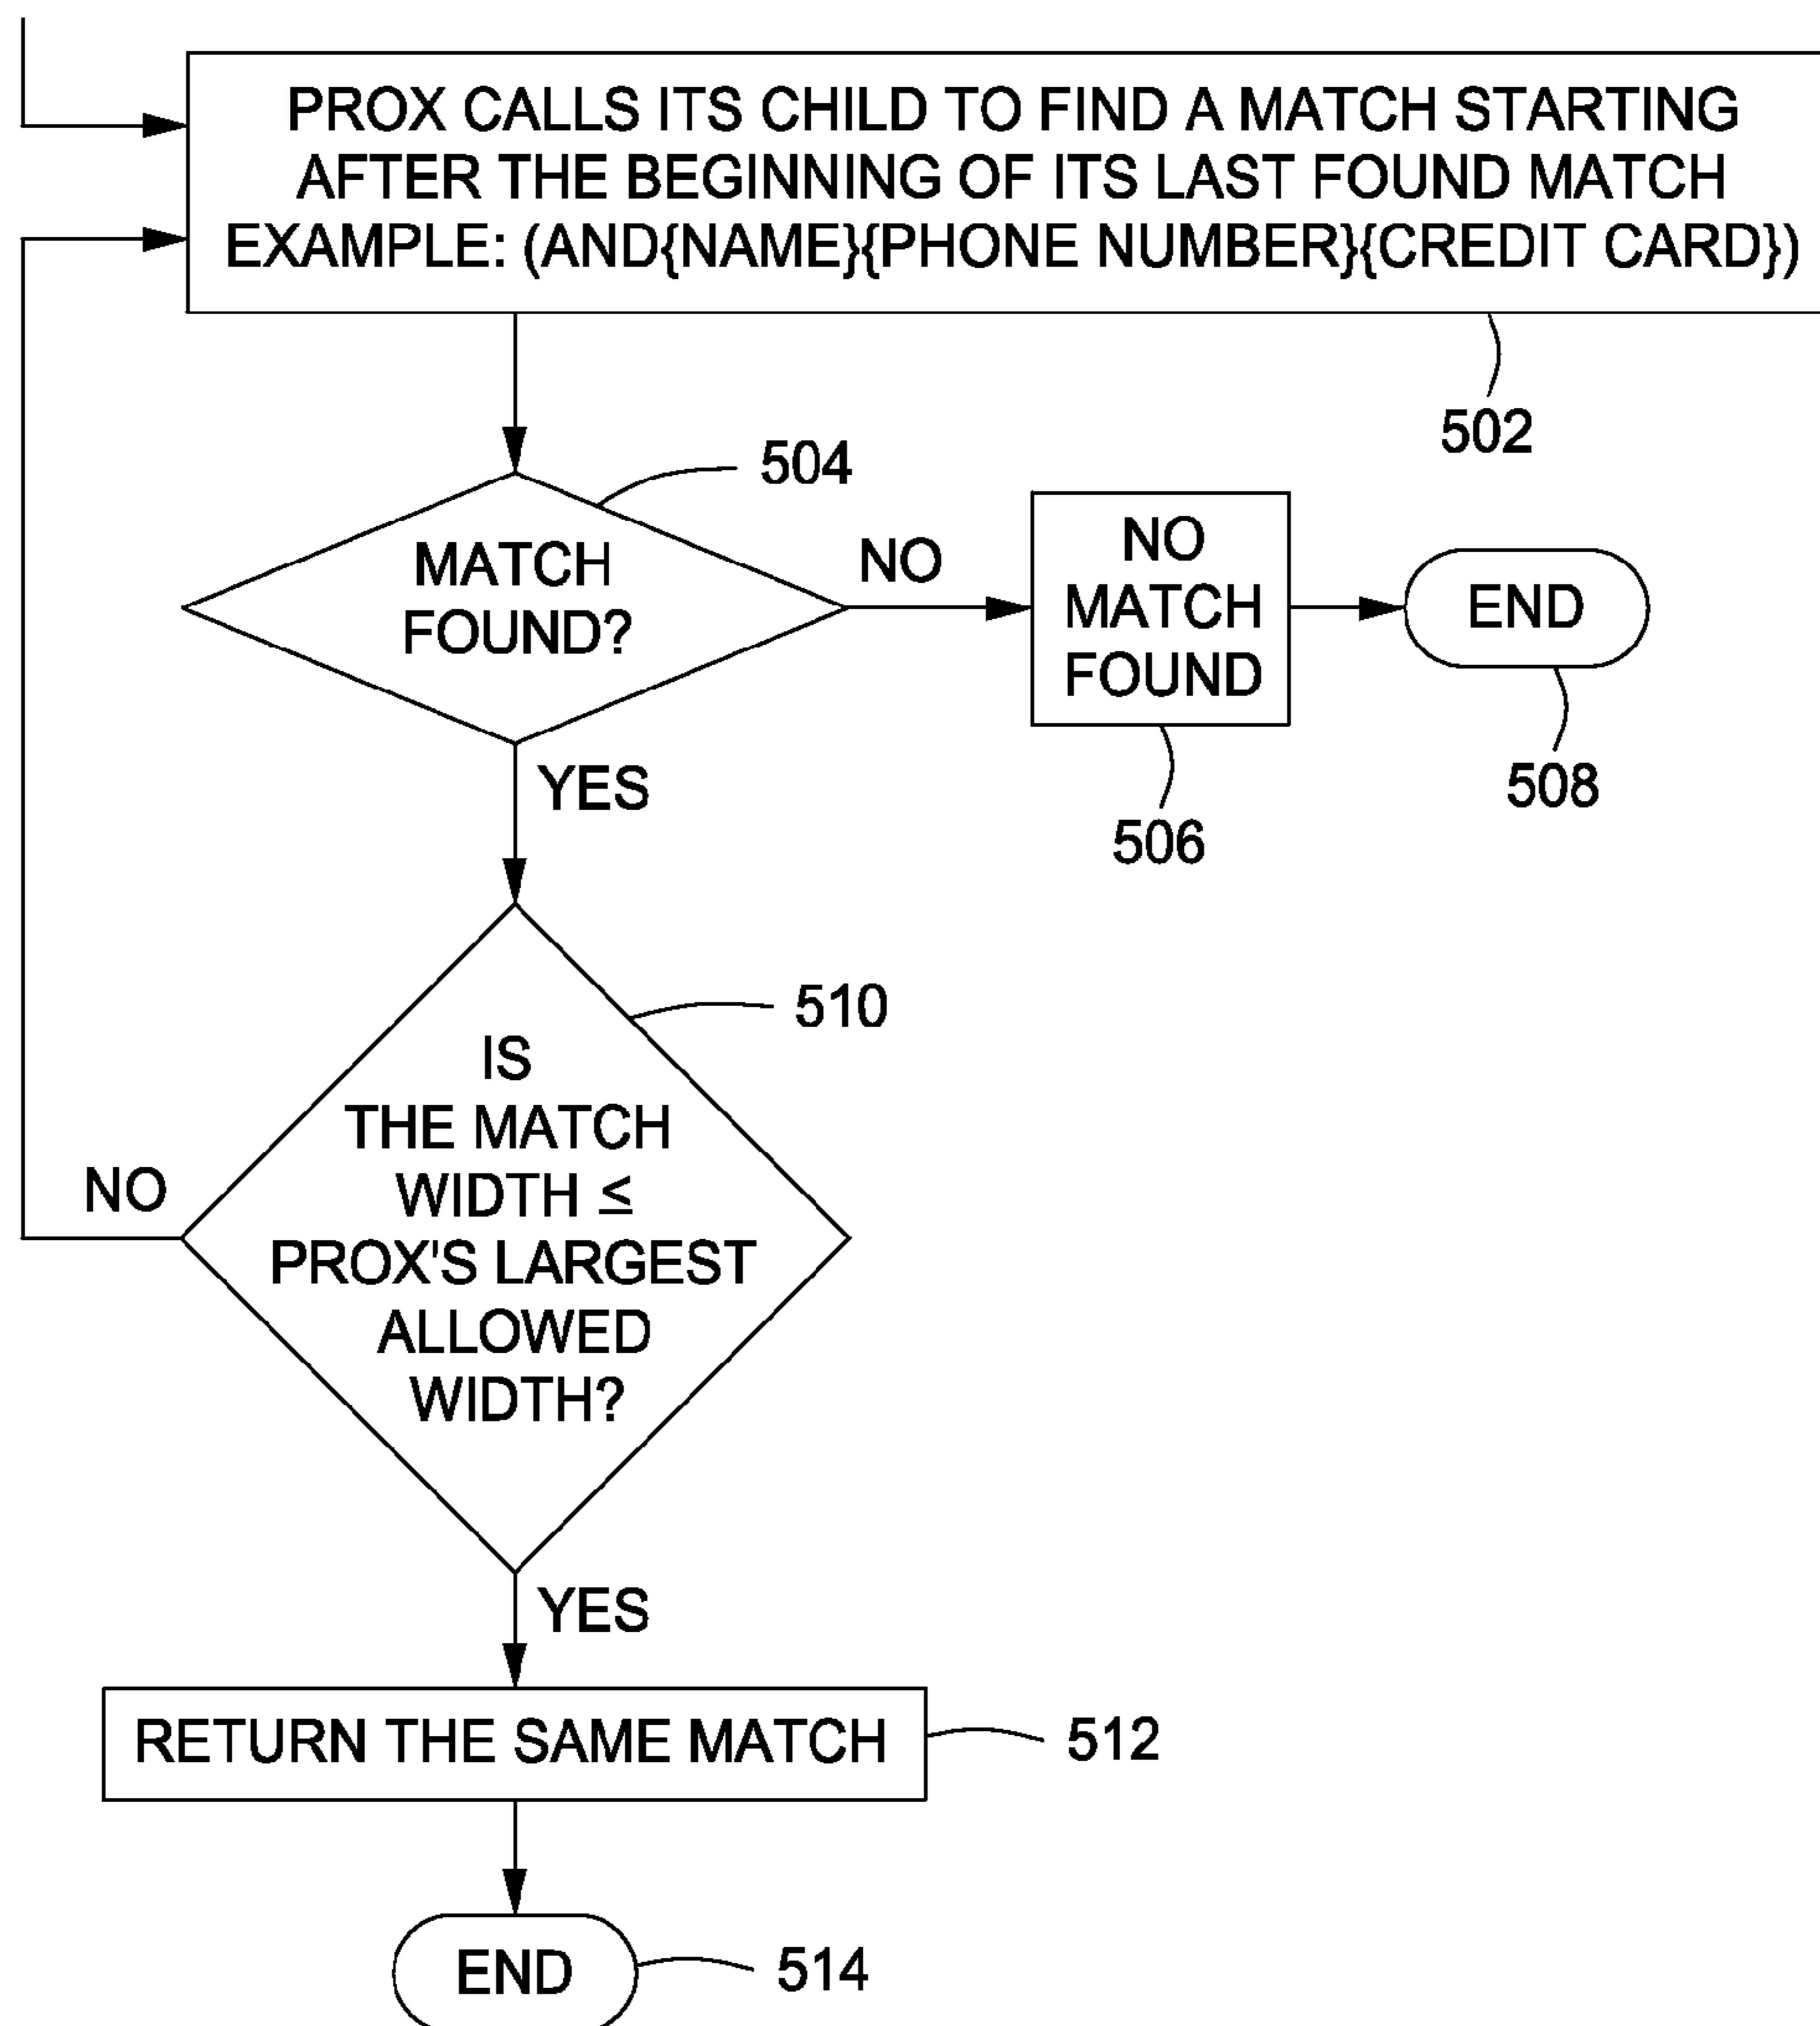 PROX CALLS ITS CHILD TO FIND A MATCH STARTING
AFTER THE BEGINNING OF ITS LAST FOUND MATCH
EXAMPLE: (AND{NAME}{PHONE NUMBER}{CREDIT CARD})
502
504
MATCH
FOUND?
NO
NO
MATCH
FOUND
END
508
506
YES
510
IS
THE MATCH
WIDTH ≤
PROX'S LARGEST
ALLOWED
WIDTH?
NO
YES
RETURN THE SAME MATCH
512
END
514